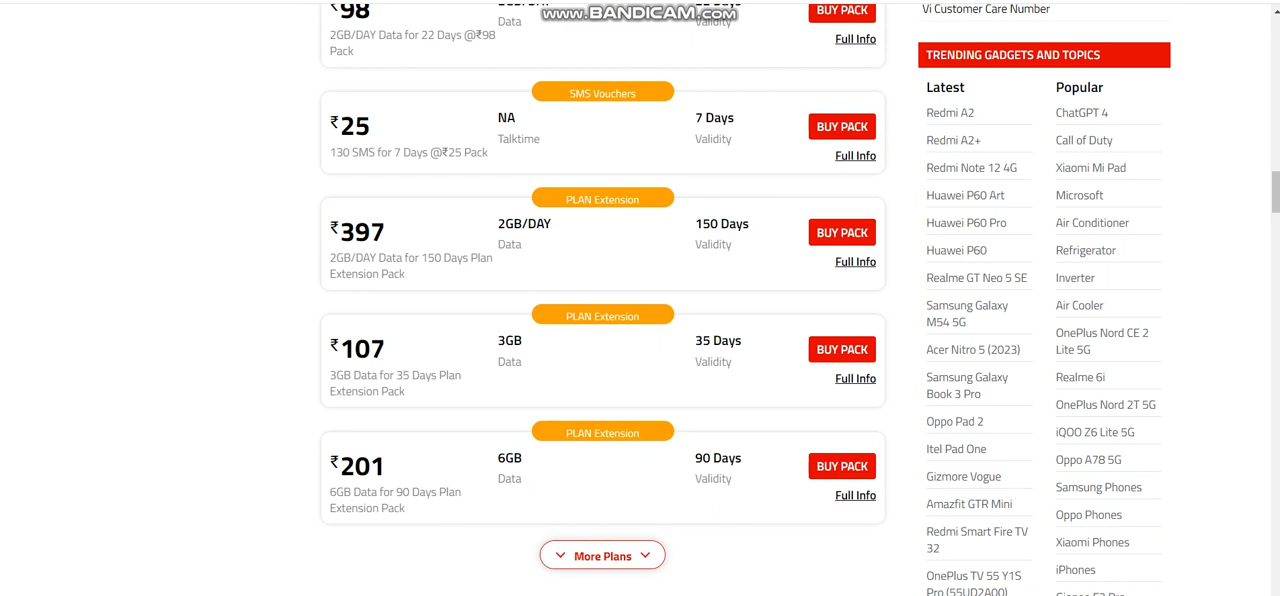 www.BANDICAM.com
₹98
Data
Validity
BUY PACK
2GB/DAY Data for 22 Days @₹98
Pack
Full Info
SMS Vouchers
₹25
NA
7 Days
BUY PACK
Talktime
Validity
130 SMS for 7 Days @₹25 Pack
Full Info
PLAN Extension
₹397
2GB/DAY
150 Days
BUY PACK
Data
Validity
2GB/DAY Data for 150 Days Plan
Extension Pack
Full Info
PLAN Extension
₹107
3GB
35 Days
BUY PACK
Data
Validity
3GB Data for 35 Days Plan
Extension Pack
Full Info
PLAN Extension
₹201
6GB
90 Days
BUY PACK
Data
Validity
6GB Data for 90 Days Plan
Extension Pack
Full Info
More Plans
Vi Customer Care Number
TRENDING GADGETS AND TOPICS
Latest
Redmi A2
Redmi A2+
Redmi Note 12 4G
Huawei P60 Art
Huawei P60 Pro
Huawei P60
Realme GT Neo 5 SE
Samsung Galaxy
M54 5G
Acer Nitro 5 (2023)
Samsung Galaxy
Book 3 Pro
Oppo Pad 2
Itel Pad One
Gizmore Vogue
Amazfit GTR Mini
Redmi Smart Fire TV
32
OnePlus TV 55 Y1S
Pro (55UD2A00)
Popular
ChatGPT 4
Call of Duty
Xiaomi Mi Pad
Microsoft
Air Conditioner
Refrigerator
Inverter
Air Cooler
OnePlus Nord CE 2
Lite 5G
Realme 6i
OnePlus Nord 2T 5G
iQOO Z6 Lite 5G
Oppo A78 5G
Samsung Phones
Oppo Phones
Xiaomi Phones
iPhones